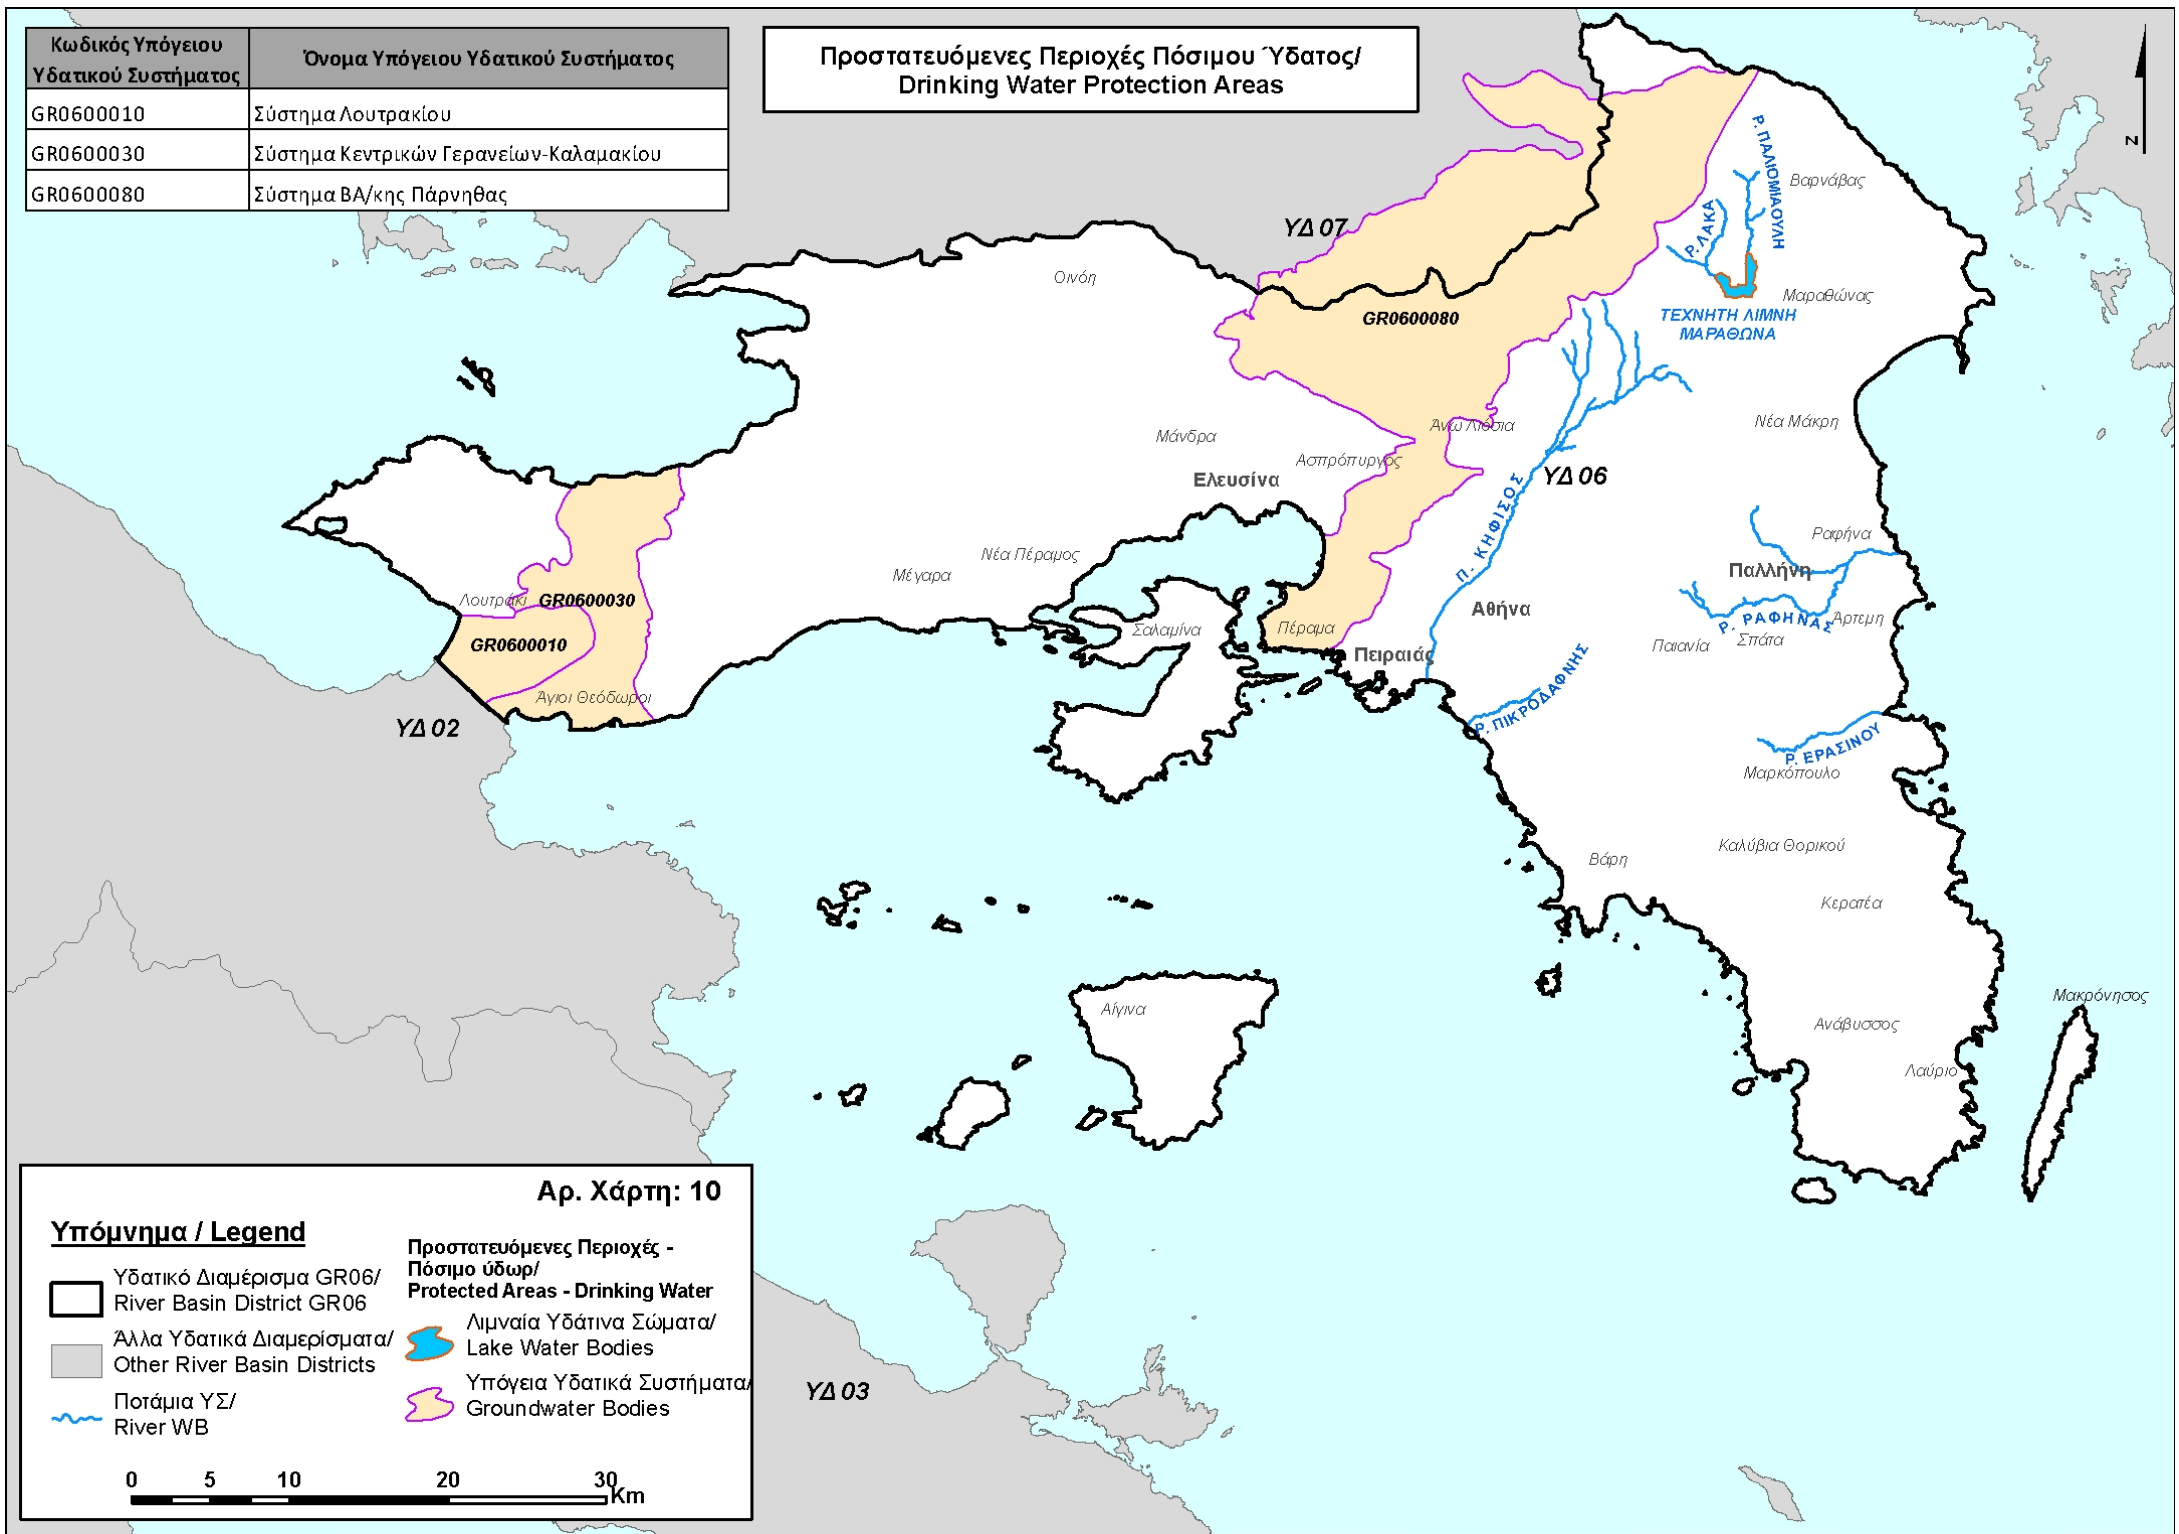 Κωδικός Υπόγειου
Υδατικού Συστήματος
Όνομα Υπόγειου Υδατικού Συστήματος
GR0600010
Σύστημα Λουτρακίου
GR0600030
Σύστημα Κεντρικών Γερανείων-Καλαμακίου
GR0600080
Σύστημα ΒΑ/κης Πάρνηθας
Προστατευόμενες Περιοχές Πόσιμου Ύδατος/
Drinking Water Protection Areas
N
Ρ. ΠΑΛΙΟΜΙΑΟΥΛΗ
Βαρνάβας
Ρ. ΛΑΚΑ
ΥΔ 07
Οινόη
Μαραθώνας
GR0600080
ΤΕΧΝΗΤΗ ΛΙΜΝΗ
ΜΑΡΑΘΩΝΑ
Νέα Μάκρη
Άνω Λιόσια
Μάνδρα
Ασπρόπυργος
Ελευσίνα
ΥΔ 06
Π. ΚΗΦΙΣΟΣ
Ραφήνα
Νέα Πέραμος
Μέγαρα
Παλλήνη
Λουτράκι
GR0600030
Αθήνα
Ρ. ΡΑΦΗΝΑΣ
Άρτεμη
Σαλαμίνα
Πέραμα
GR0600010
Πειραιάς
Παιανία
Σπάτα
Ρ. ΠΙΚΡΟΔΑΦΝΗΣ
Άγιοι Θεόδωροι
ΥΔ 02
Ρ. ΕΡΑΣΙΝΟΥ
Μαρκόπουλο
Καλύβια Θορικού
Βάρη
Κερατέα
Μακρόνησος
Αίγινα
Ανάβυσσος
Λαύριο
Αρ. Χάρτη: 10
Υπόμνημα / Legend
Υδατικό Διαμέρισμα GR06/
River Basin District GR06
Άλλα Υδατικά Διαμερίσματα/
Other River Basin Districts
Ποτάμια ΥΣ/
River WB
Προστατευόμενες Περιοχές -
Πόσιμο ύδωρ/
Protected Areas - Drinking Water
Λιμναία Υδάτινα Σώματα/
Lake Water Bodies
Υπόγεια Υδατικά Συστήματα/
Groundwater Bodies
0 5 10 20 30
Km
ΥΔ 03